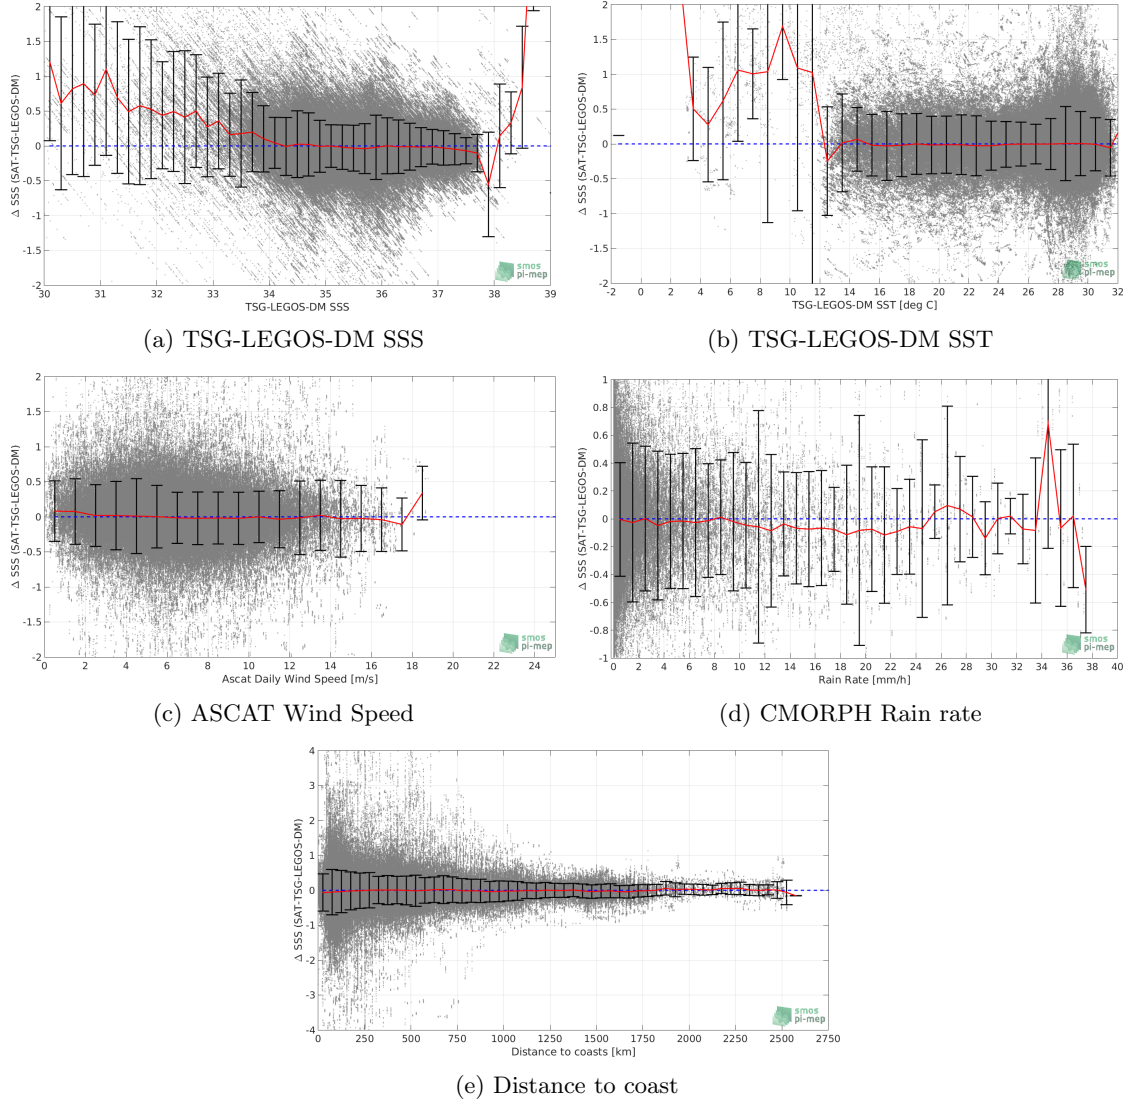 2
1.5
1
0.5
0
-0.5
-1
-1.5
-2
Δ SSS (SAT-TSG-LEGOS-DM)
30 31 32 33 34 35 36 37 38 39
TSG-LEGOS-DM SSS
smos
pi-mep
(a) TSG-LEGOS-DM SSS
2
1.5
1
0.5
0
-0.5
-1
-1.5
-2
Δ SSS (SAT-TSG-LEGOS-DM)
-2 0 2 4 6 8 10 12 14 16 18 20 22 24 26 28 30 32
TSG-LEGOS-DM SST [deg C]
smos
pi-mep
(b) TSG-LEGOS-DM SST
2
1.5
1
0.5
0
-0.5
-1
-1.5
-2
Δ SSS (SAT-TSG-LEGOS-DM)
0 2 4 6 8 10 12 14 16 18 20 22 24
Ascat Daily Wind Speed [m/s]
smos
pi-mep
(c) ASCAT Wind Speed
1
0.8
0.6
0.4
0.2
0
-0.2
-0.4
-0.6
-0.8
-1
Δ SSS (SAT-TSG-LEGOS-DM)
0 2 4 6 8 10 12 14 16 18 20 22 24 26 28 30 32 34 36 38 40
Rain Rate [mm/h]
smos
pi-mep
(d) CMORPH Rain rate
4
3
2
1
0
-1
-2
-3
-4
Δ SSS (SAT-TSG-LEGOS-DM)
0 250 500 750 1000 1250 1500 1750 2000 2250 2500 2750
Distance to coasts [km]
smos
pi-mep
(e) Distance to coast